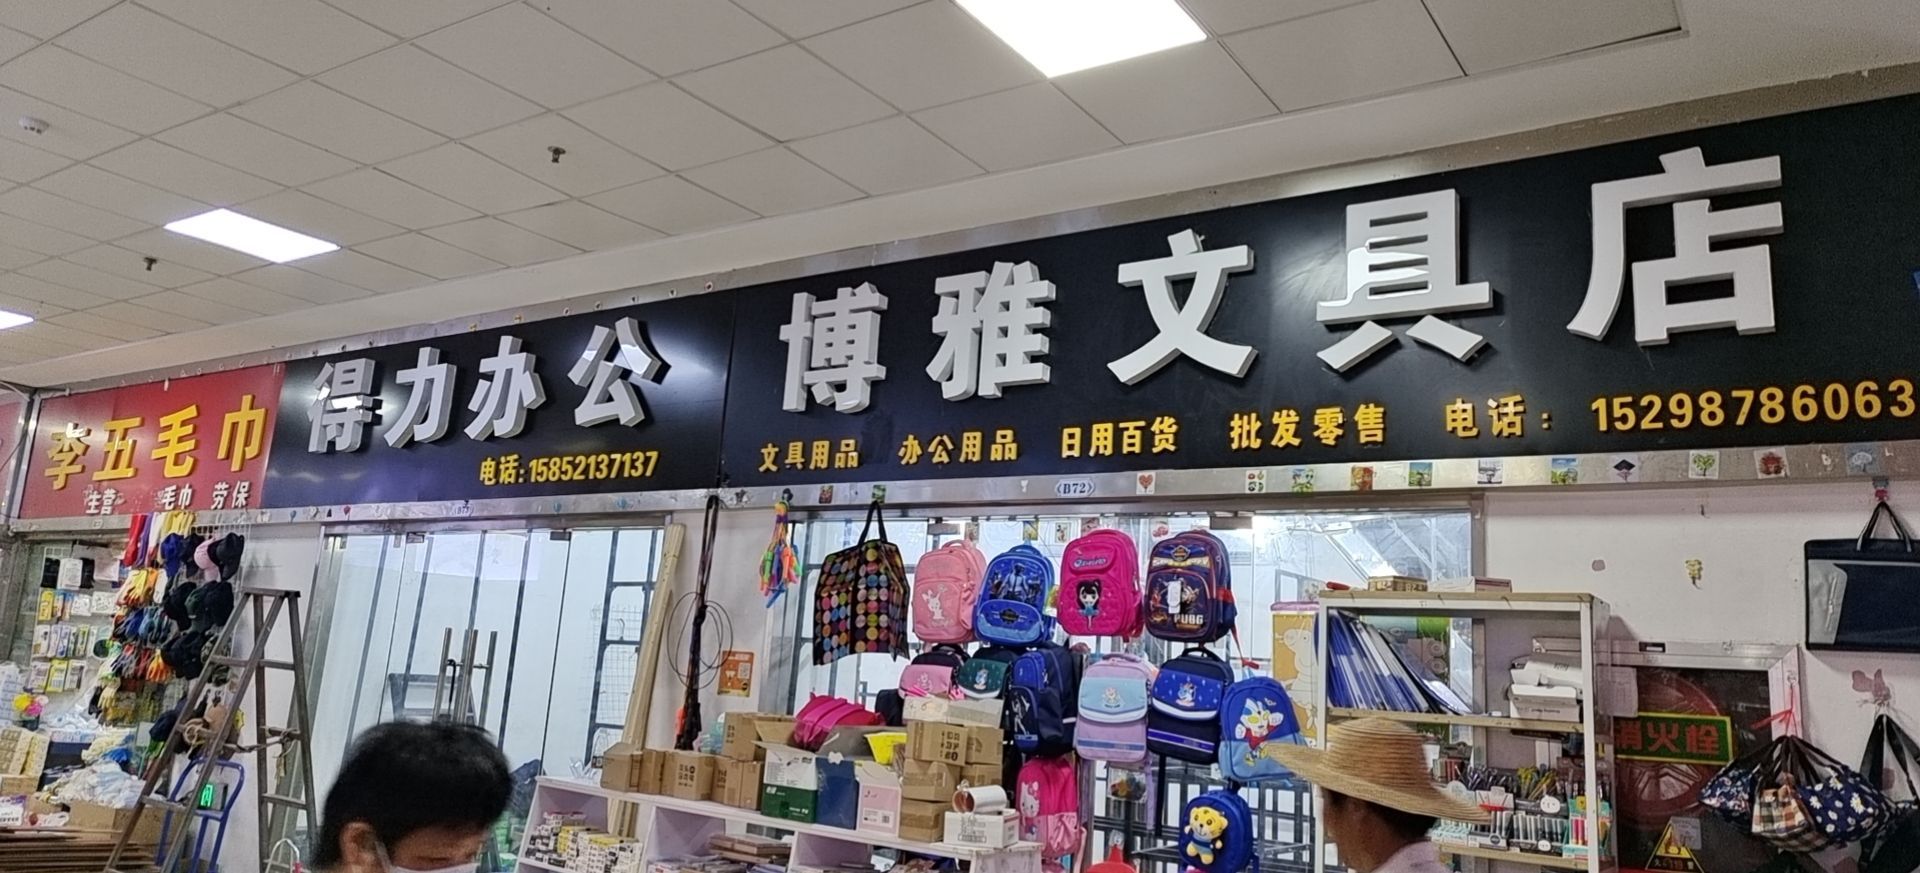 李五毛巾
生营 毛巾 劳保
得力办公
电话:15852137137
博雅文具店
文具用品 办公用品 日用百货 批发零售 电话：15298786063
《B72》
PUBG
消火栓